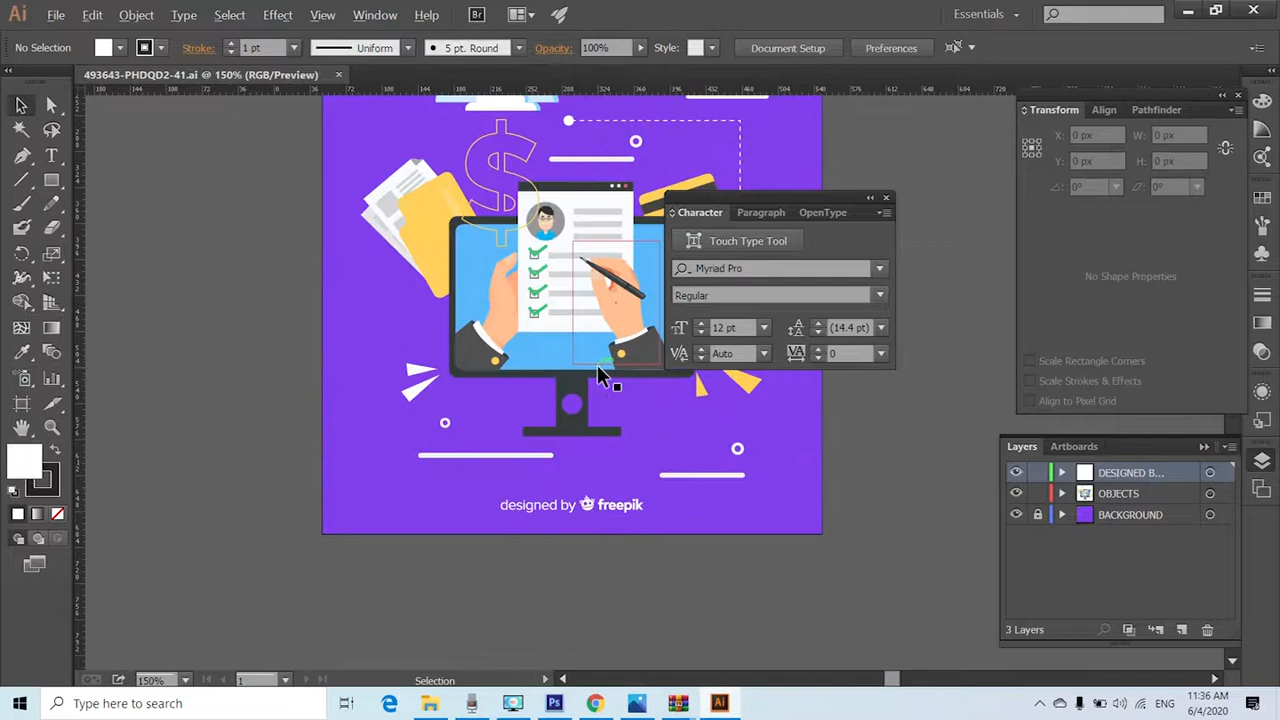 Ai File Edit Object Type Select Effect View Window Help Br Essentials
No Selection Stroke: 1 pt Uniform 5 pt. Round Opacity: 100% Style: Document Setup Preferences
493643-PHDQD2-41.ai @ 150% (RGB/Preview)
Transform Align Pathfinder
X: 0 px W: 0 px
Y: 0 px H: 0 px
0° 0°
Character Paragraph OpenType
Touch Type Tool
Myriad Pro
Regular
12 pt (14.4 pt)
Auto 0
No Shape Properties
Scale Rectangle Corners
Scale Strokes & Effects
Align to Pixel Grid
designed by freepik
Layers Artboards
DESIGNED B...
OBJECTS
BACKGROUND
3 Layers
150% 1 Selection
Type here to search
Ps Ai
ENG
11:36 AM
6/4/2020